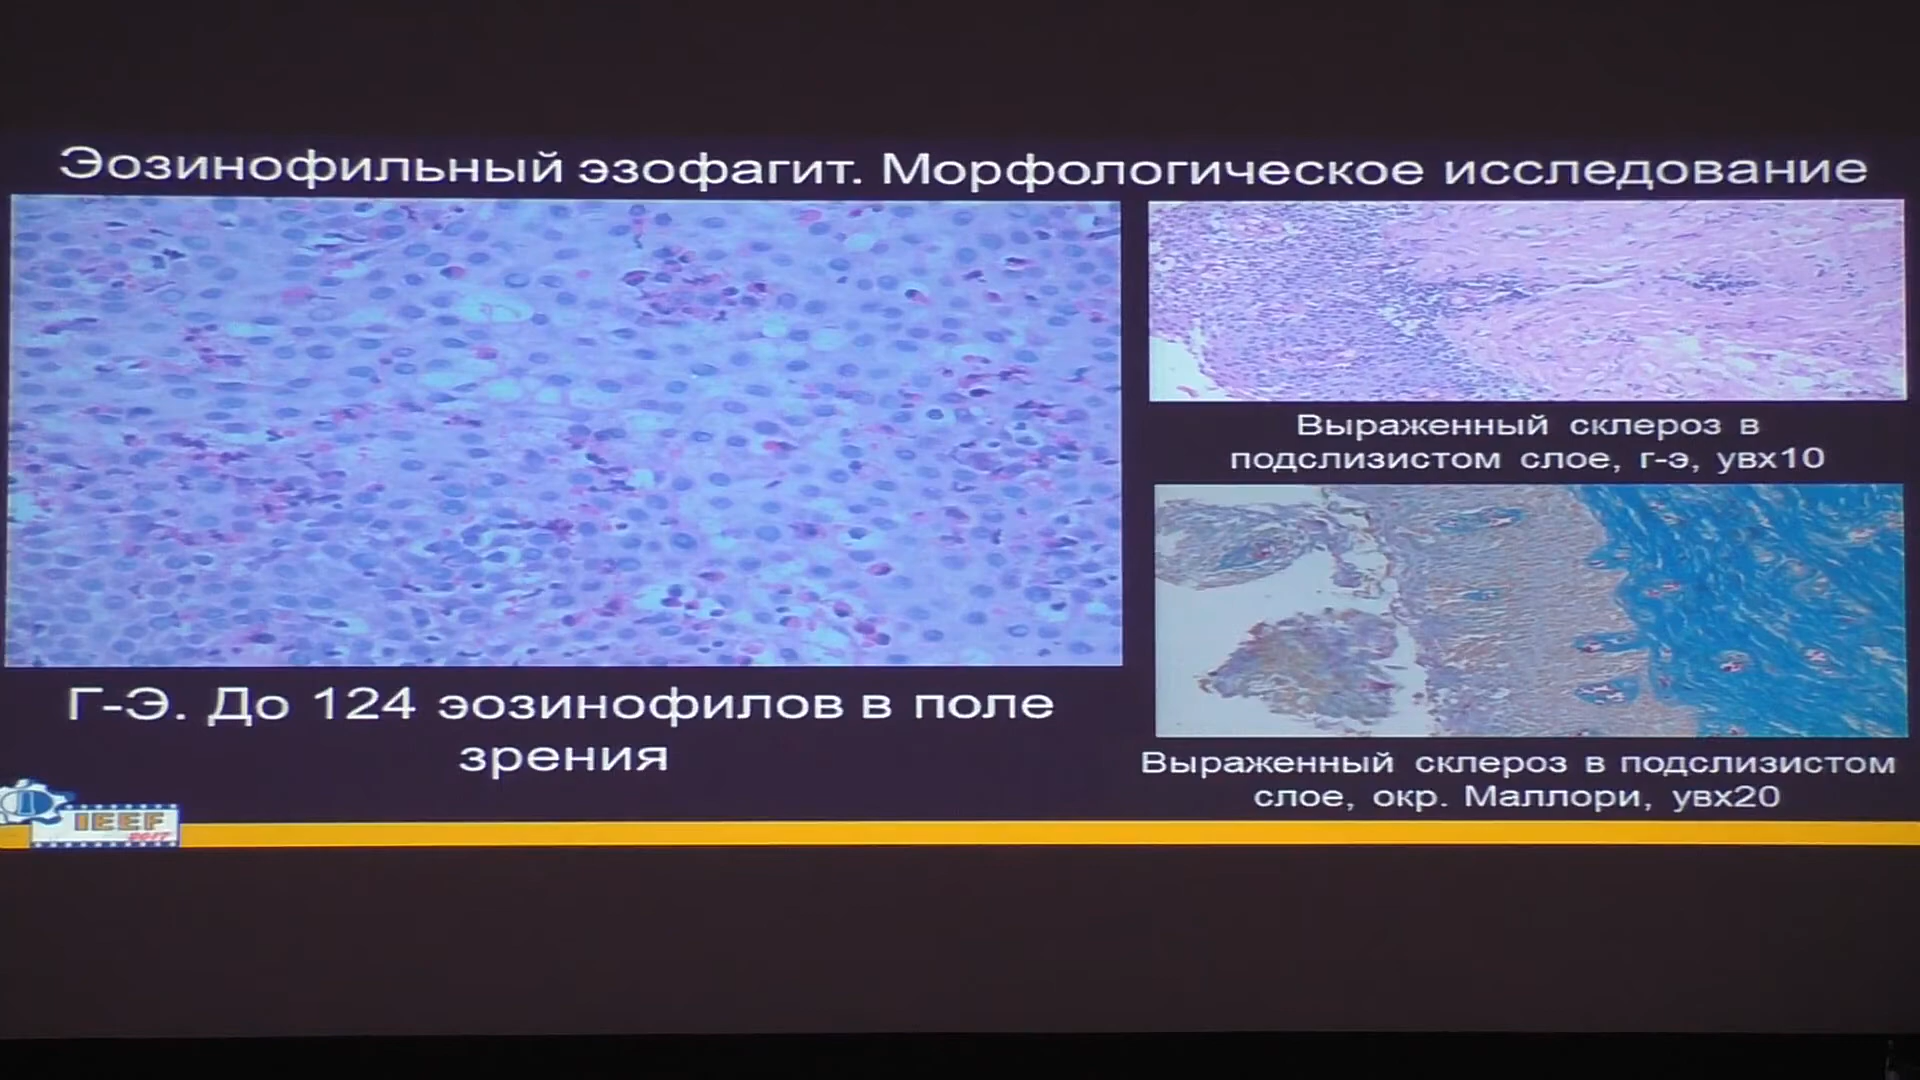 Эозинофильный эзофагит. Морфологическое исследование
Г-Э. До 124 эозинофилов в поле
зрения
Выраженный склероз в
подслизистом слое, г-э, увх10
Выраженный склероз в подслизистом
слое, окр. Маллори, увх20
IEEF
2017